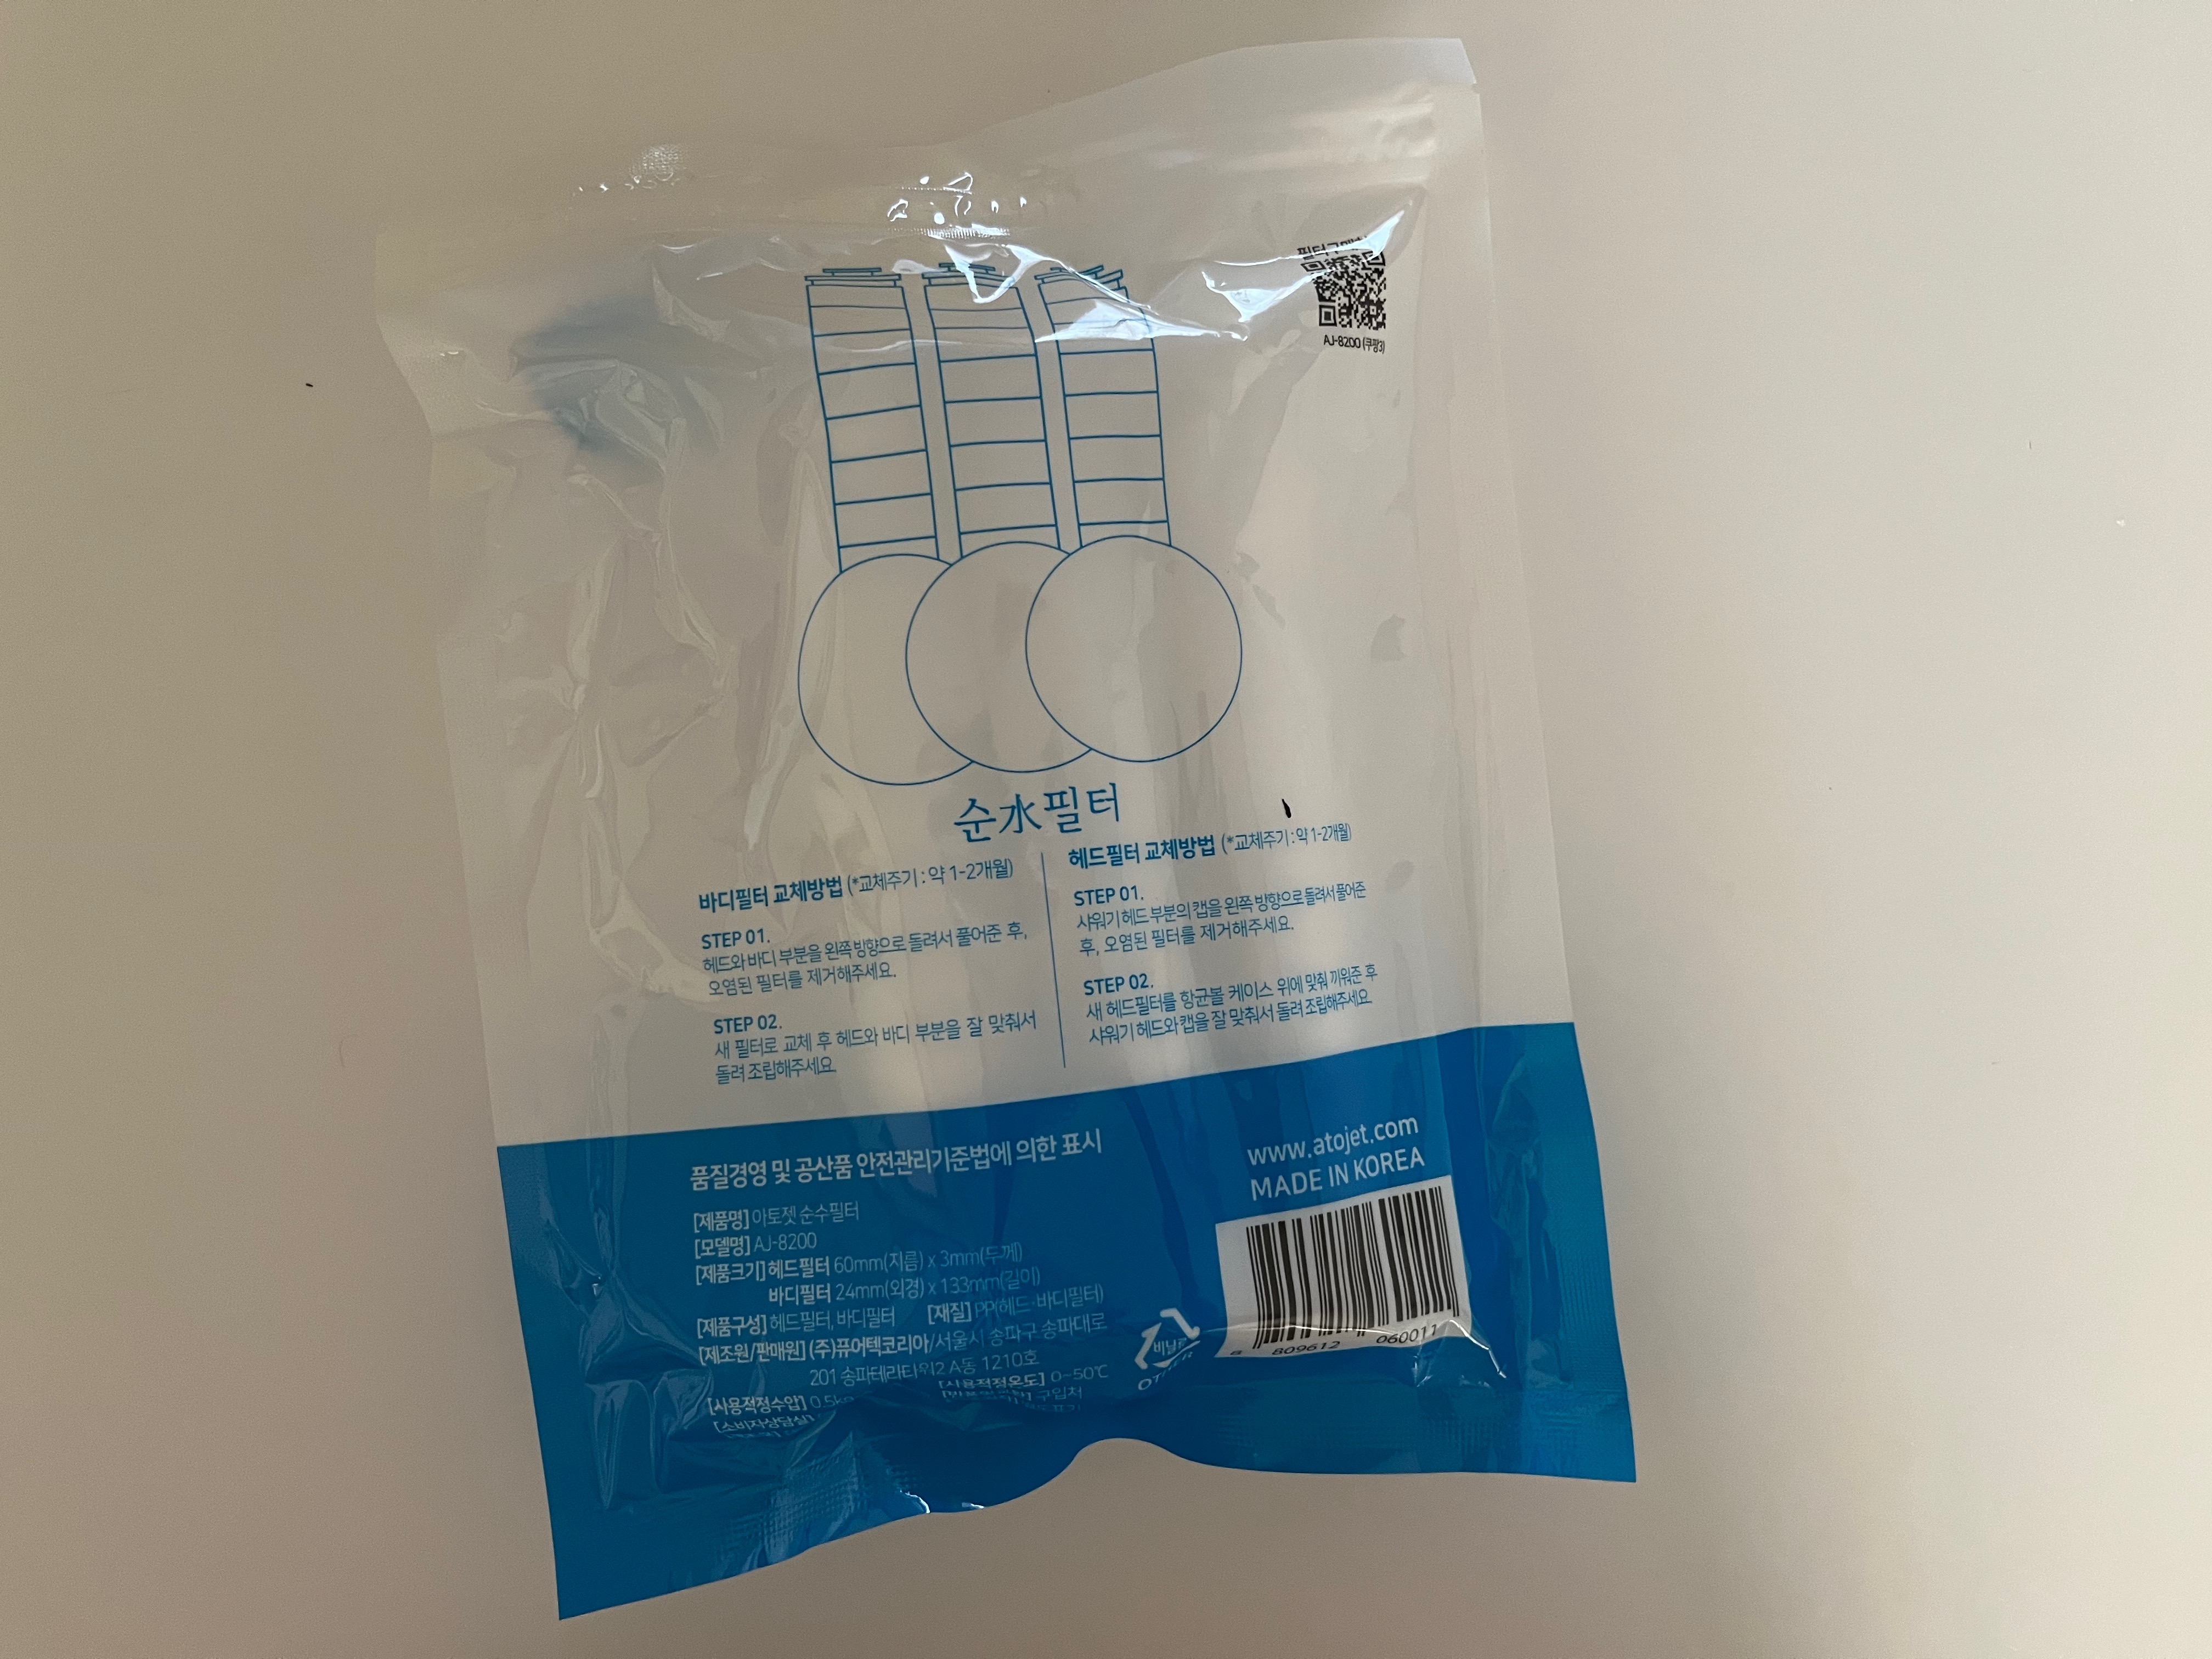 AJ-8200 (쿠팡3)
순水필터
바디필터 교체방법 (*교체주기 : 약 1-2개월)
STEP 01.
헤드와 바디 부분을 왼쪽 방향으로 돌려서 풀어준 후,
오염된 필터를 제거해주세요.
STEP 02.
새 필터로 교체 후 헤드와 바디 부분을 잘 맞춰서
돌려 조립해주세요.
헤드필터 교체방법 (*교체주기 : 약 1-2개월)
STEP 01.
샤워기 헤드 부분의 캡을 왼쪽 방향으로 돌려서 풀어준
후, 오염된 필터를 제거해주세요.
STEP 02.
새 헤드필터를 항균볼 케이스 위에 맞춰 끼워준 후
샤워기 헤드와 캡을 잘 맞춰서 돌려 조립해주세요.
품질경영 및 공산품 안전관리기준법에 의한 표시
[제품명] 아토젯 순수필터
[모델명] AJ-8200
[제품크기] 헤드필터 60mm(지름) x 3mm(두께)
바디필터 24mm(외경) x 133mm(길이)
[제품구성] 헤드필터, 바디필터 [재질] PP(헤드·바디필터)
[제조원/판매원] (주)퓨어텍코리아/서울시 송파구 송파대로
201 송파테라타워2 A동 1210호
[사용적정수압] [사용적정온도] 0~50℃
[소비자상담실] 구입처
www.atojet.com
MADE IN KOREA
비닐류
OTHER
809612 060011